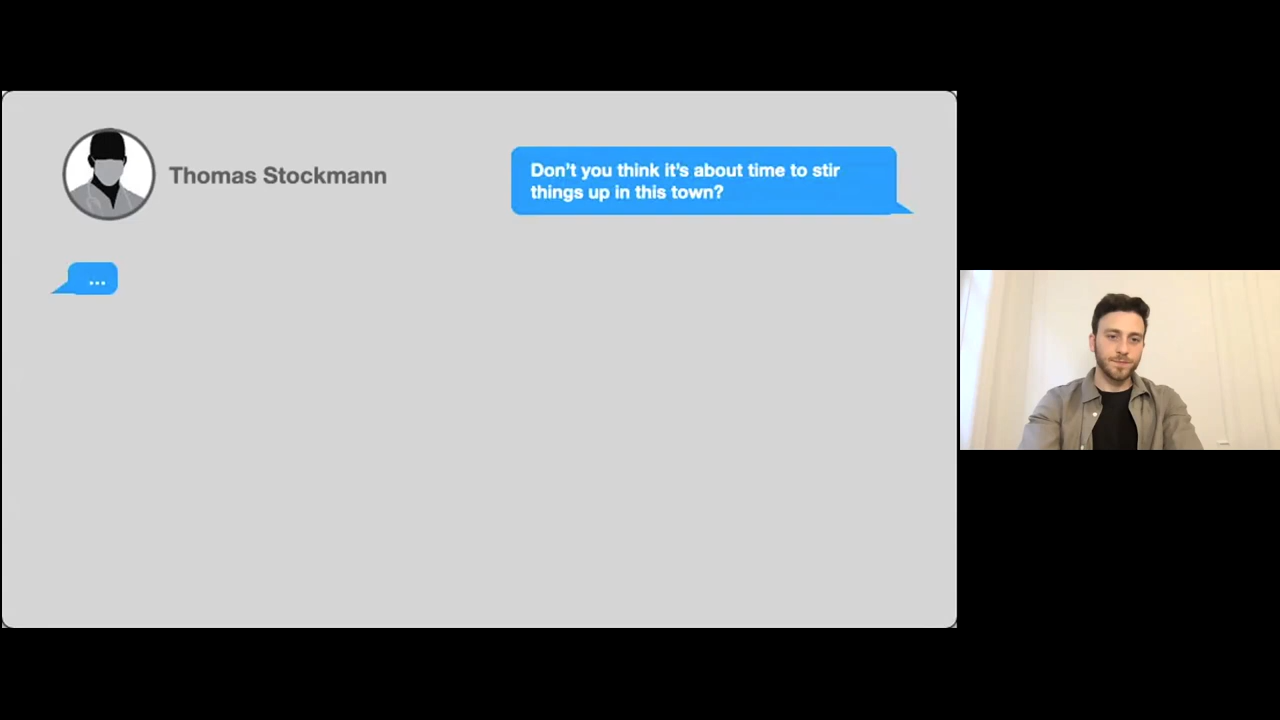 Thomas Stockmann
Don’t you think it’s about time to stir
things up in this town?
...